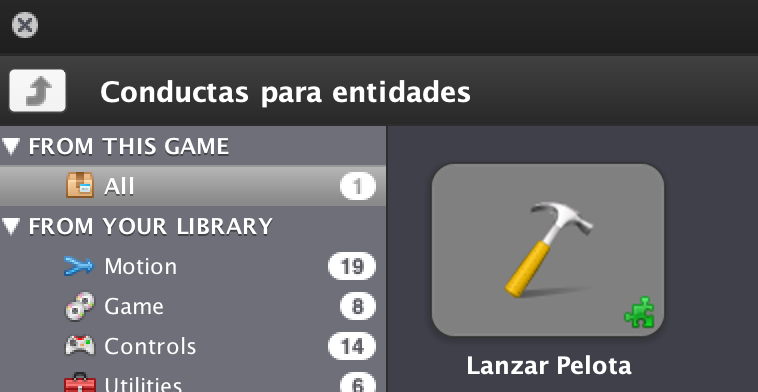 Conductas para entidades
FROM THIS GAME
All 1
FROM YOUR LIBRARY
Motion 19
Game 8
Controls 14
Utilities 6
Lanzar Pelota